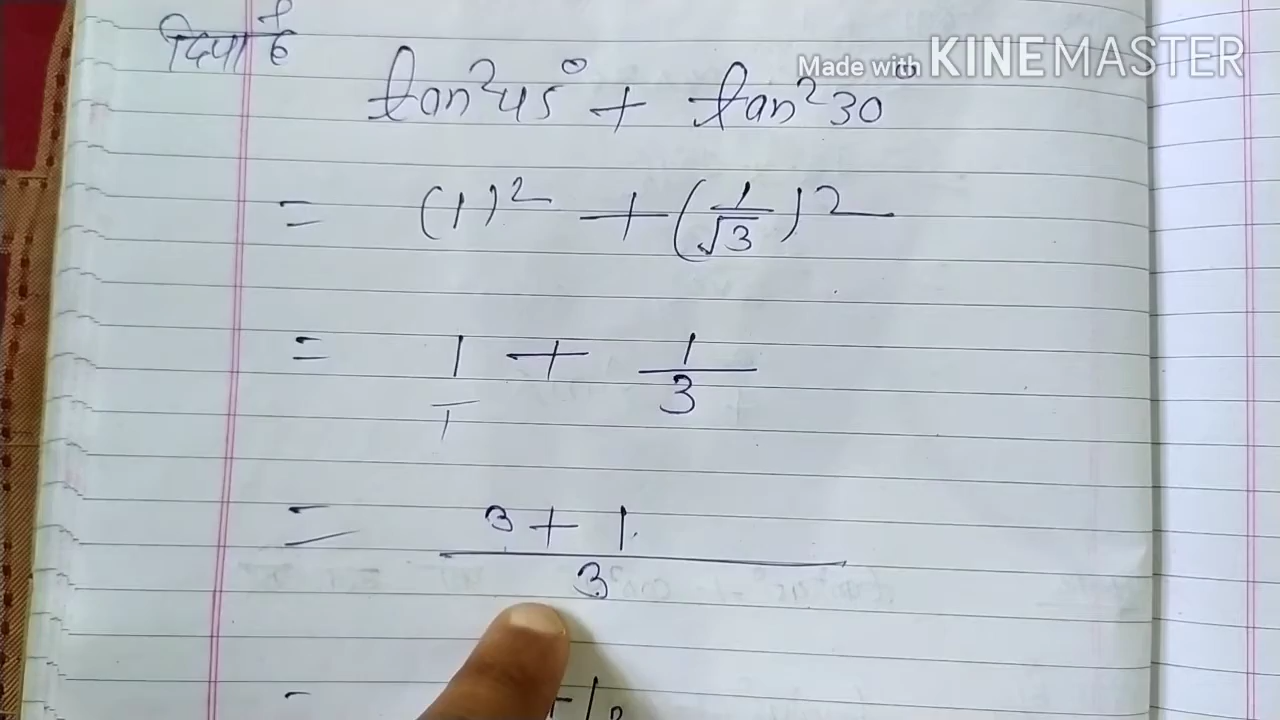 दिया है
Made with KINEMASTER
tan²45° + tan²30°
= (1)² + (1/√3)²
= 1/1 + 1/3
= 3 + 1 / 3
=